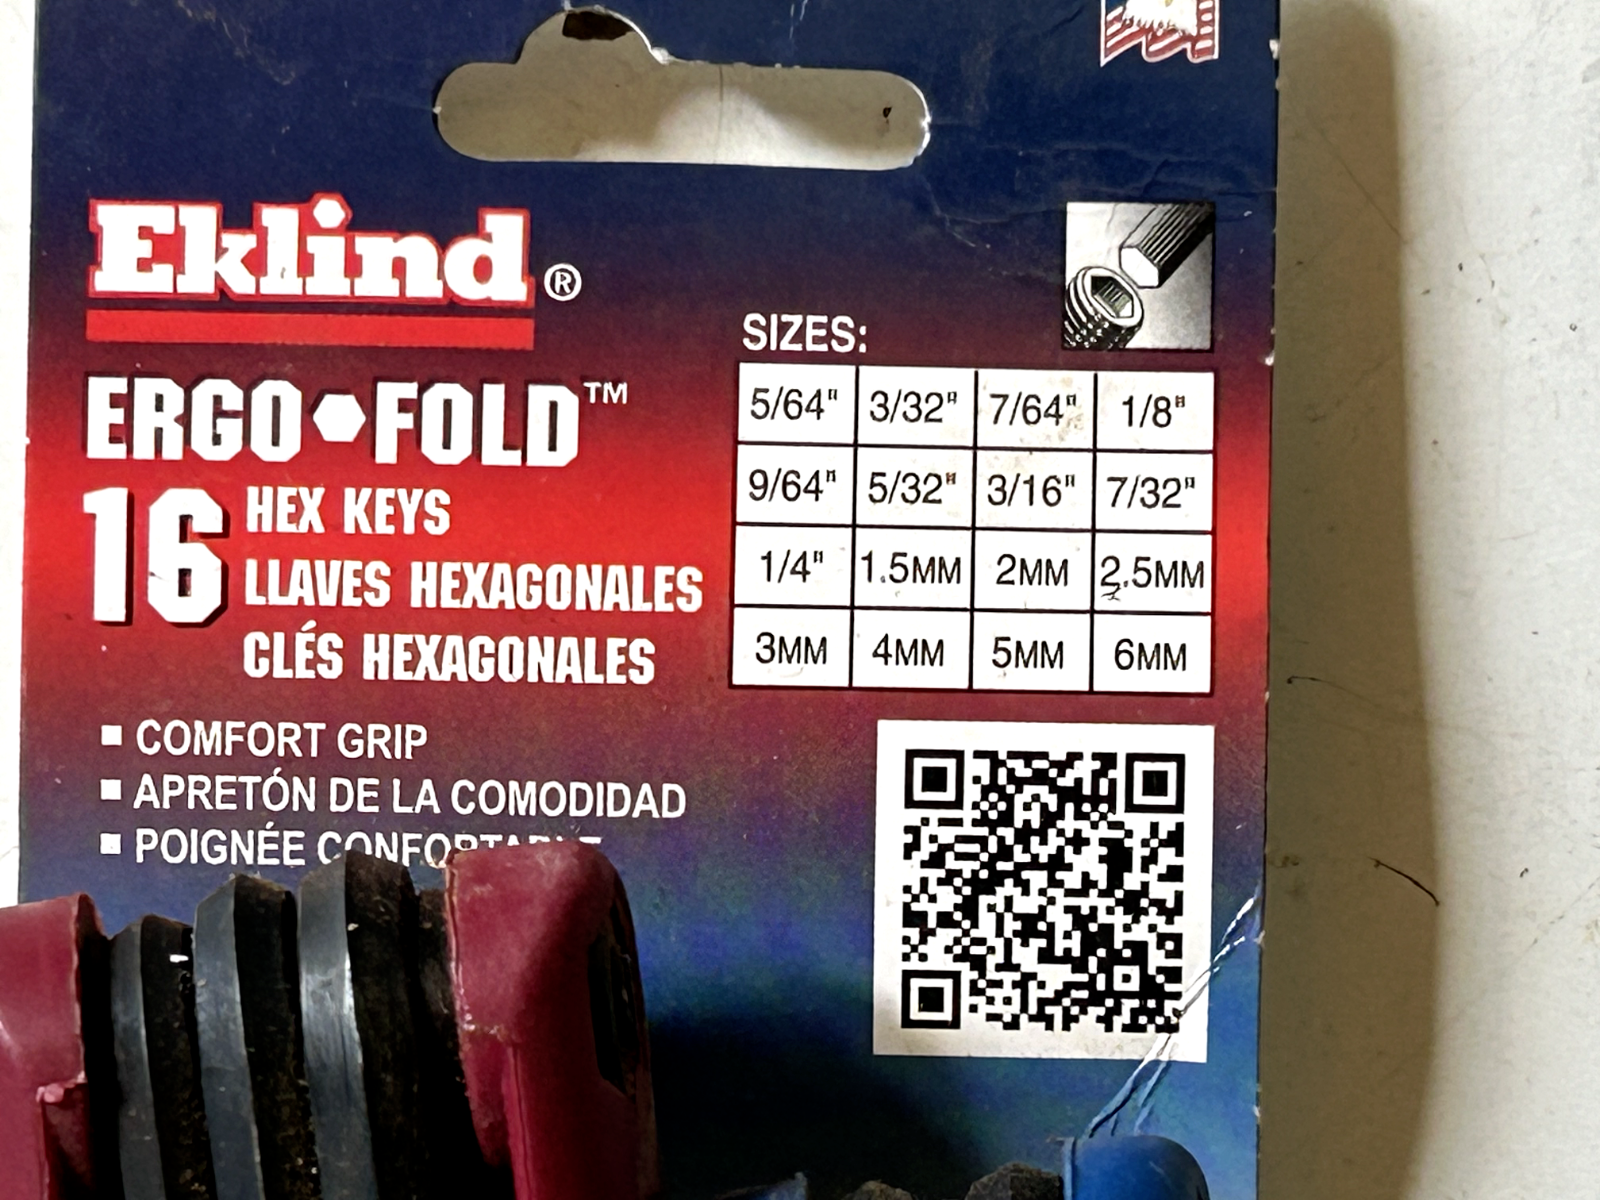 Eklind®
ERGO⬢FOLD™
16 HEX KEYS
LLAVES HEXAGONALES
CLÉS HEXAGONALES
▪ COMFORT GRIP
▪ APRETÓN DE LA COMODIDAD
▪ POIGNÉE CONFORTABLE
SIZES:
5/64" 3/32" 7/64" 1/8"
9/64" 5/32" 3/16" 7/32"
1/4" 1.5MM 2MM 2.5MM
3MM 4MM 5MM 6MM